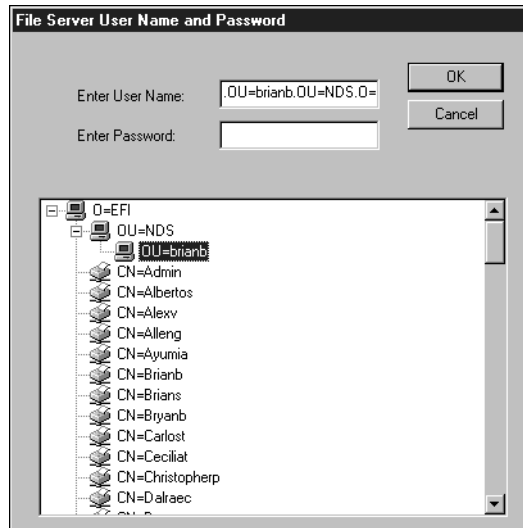 File Server User Name and Password
Enter User Name: .OU=brianb.OU=NDS.O=
OK
Enter Password:
Cancel
O=EFI
OU=NDS
OU=brianb
CN=Admin
CN=Albertos
CN=Alexv
CN=Alleng
CN=Ayumia
CN=Brianb
CN=Brians
CN=Bryanb
CN=Carlost
CN=Ceciliat
CN=Christopherp
CN=Dalraec